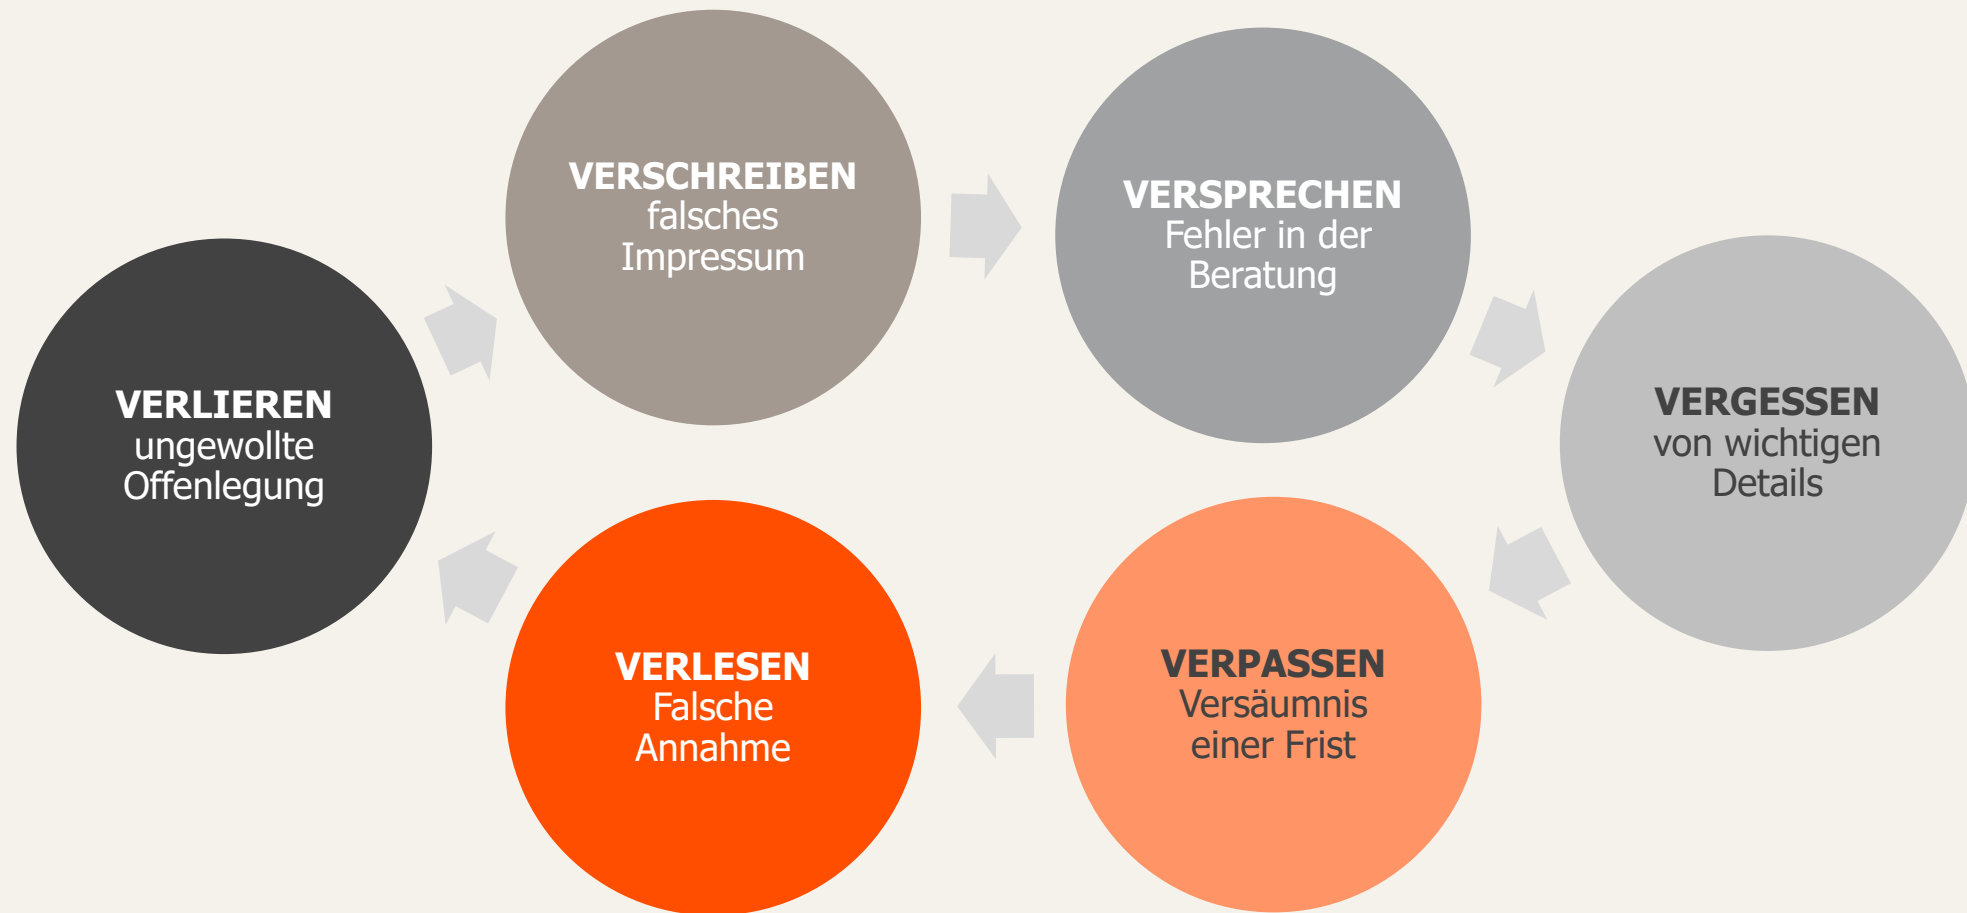 VERSCHREIBEN
falsches
Impressum
VERSPRECHEN
Fehler in der
Beratung
VERGESSEN
von wichtigen
Details
VERPASSEN
Versäumnis
einer Frist
VERLESEN
Falsche
Annahme
VERLIEREN
ungewollte
Offenlegung